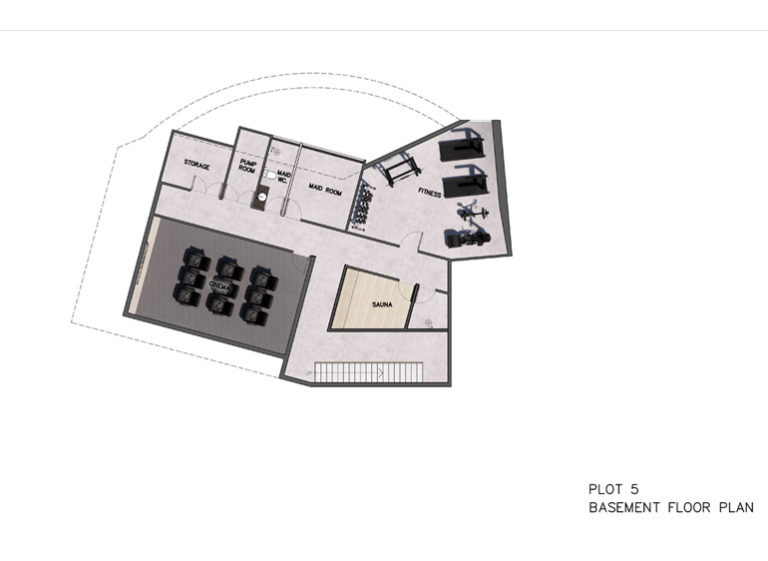 STORAGE
PUMP
ROOM
MAID
WC.
MAID ROOM
FITNESS
CINEMA
SAUNA
UP
PLOT 5
BASEMENT FLOOR PLAN